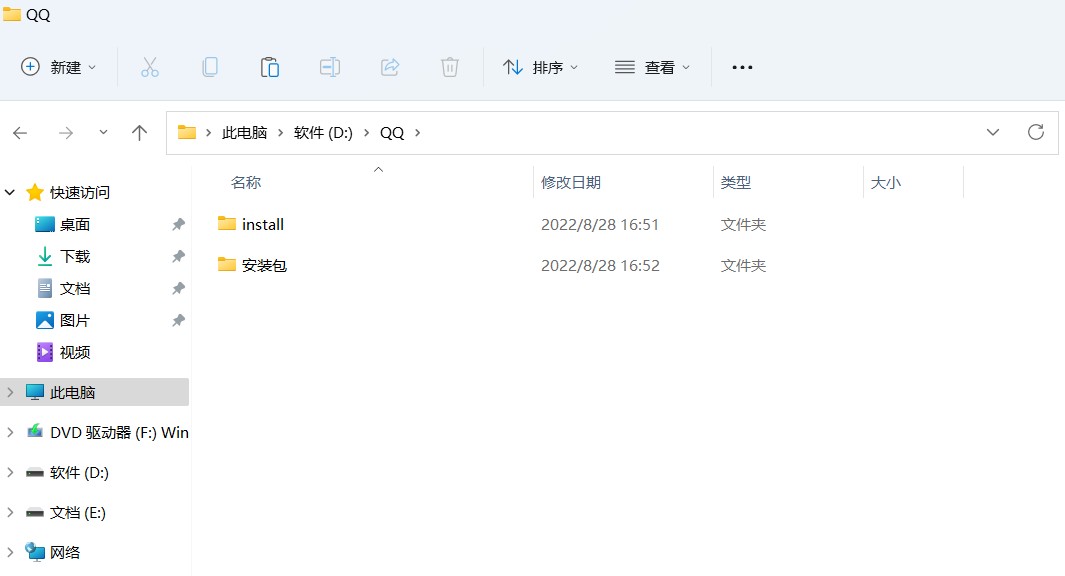 QQ
新建 排序 查看
此电脑 软件 (D:) QQ
名称 修改日期 类型 大小
快速访问
install 2022/8/28 16:51 文件夹
桌面
下载
安装包 2022/8/28 16:52 文件夹
文档
图片
视频
此电脑
DVD 驱动器 (F:) Win
软件 (D:)
文档 (E:)
网络